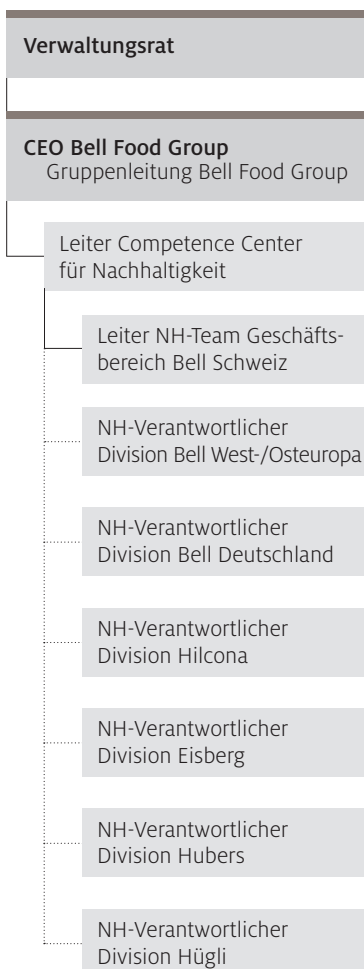 Verwaltungsrat
CEO Bell Food Group
Gruppenleitung Bell Food Group
Leiter Competence Center
für Nachhaltigkeit
Leiter NH-Team Geschäfts-
bereich Bell Schweiz
NH-Verantwortlicher
Division Bell West-/Osteuropa
NH-Verantwortlicher
Division Bell Deutschland
NH-Verantwortlicher
Division Hilcona
NH-Verantwortlicher
Division Eisberg
NH-Verantwortlicher
Division Hubers
NH-Verantwortlicher
Division Hügli